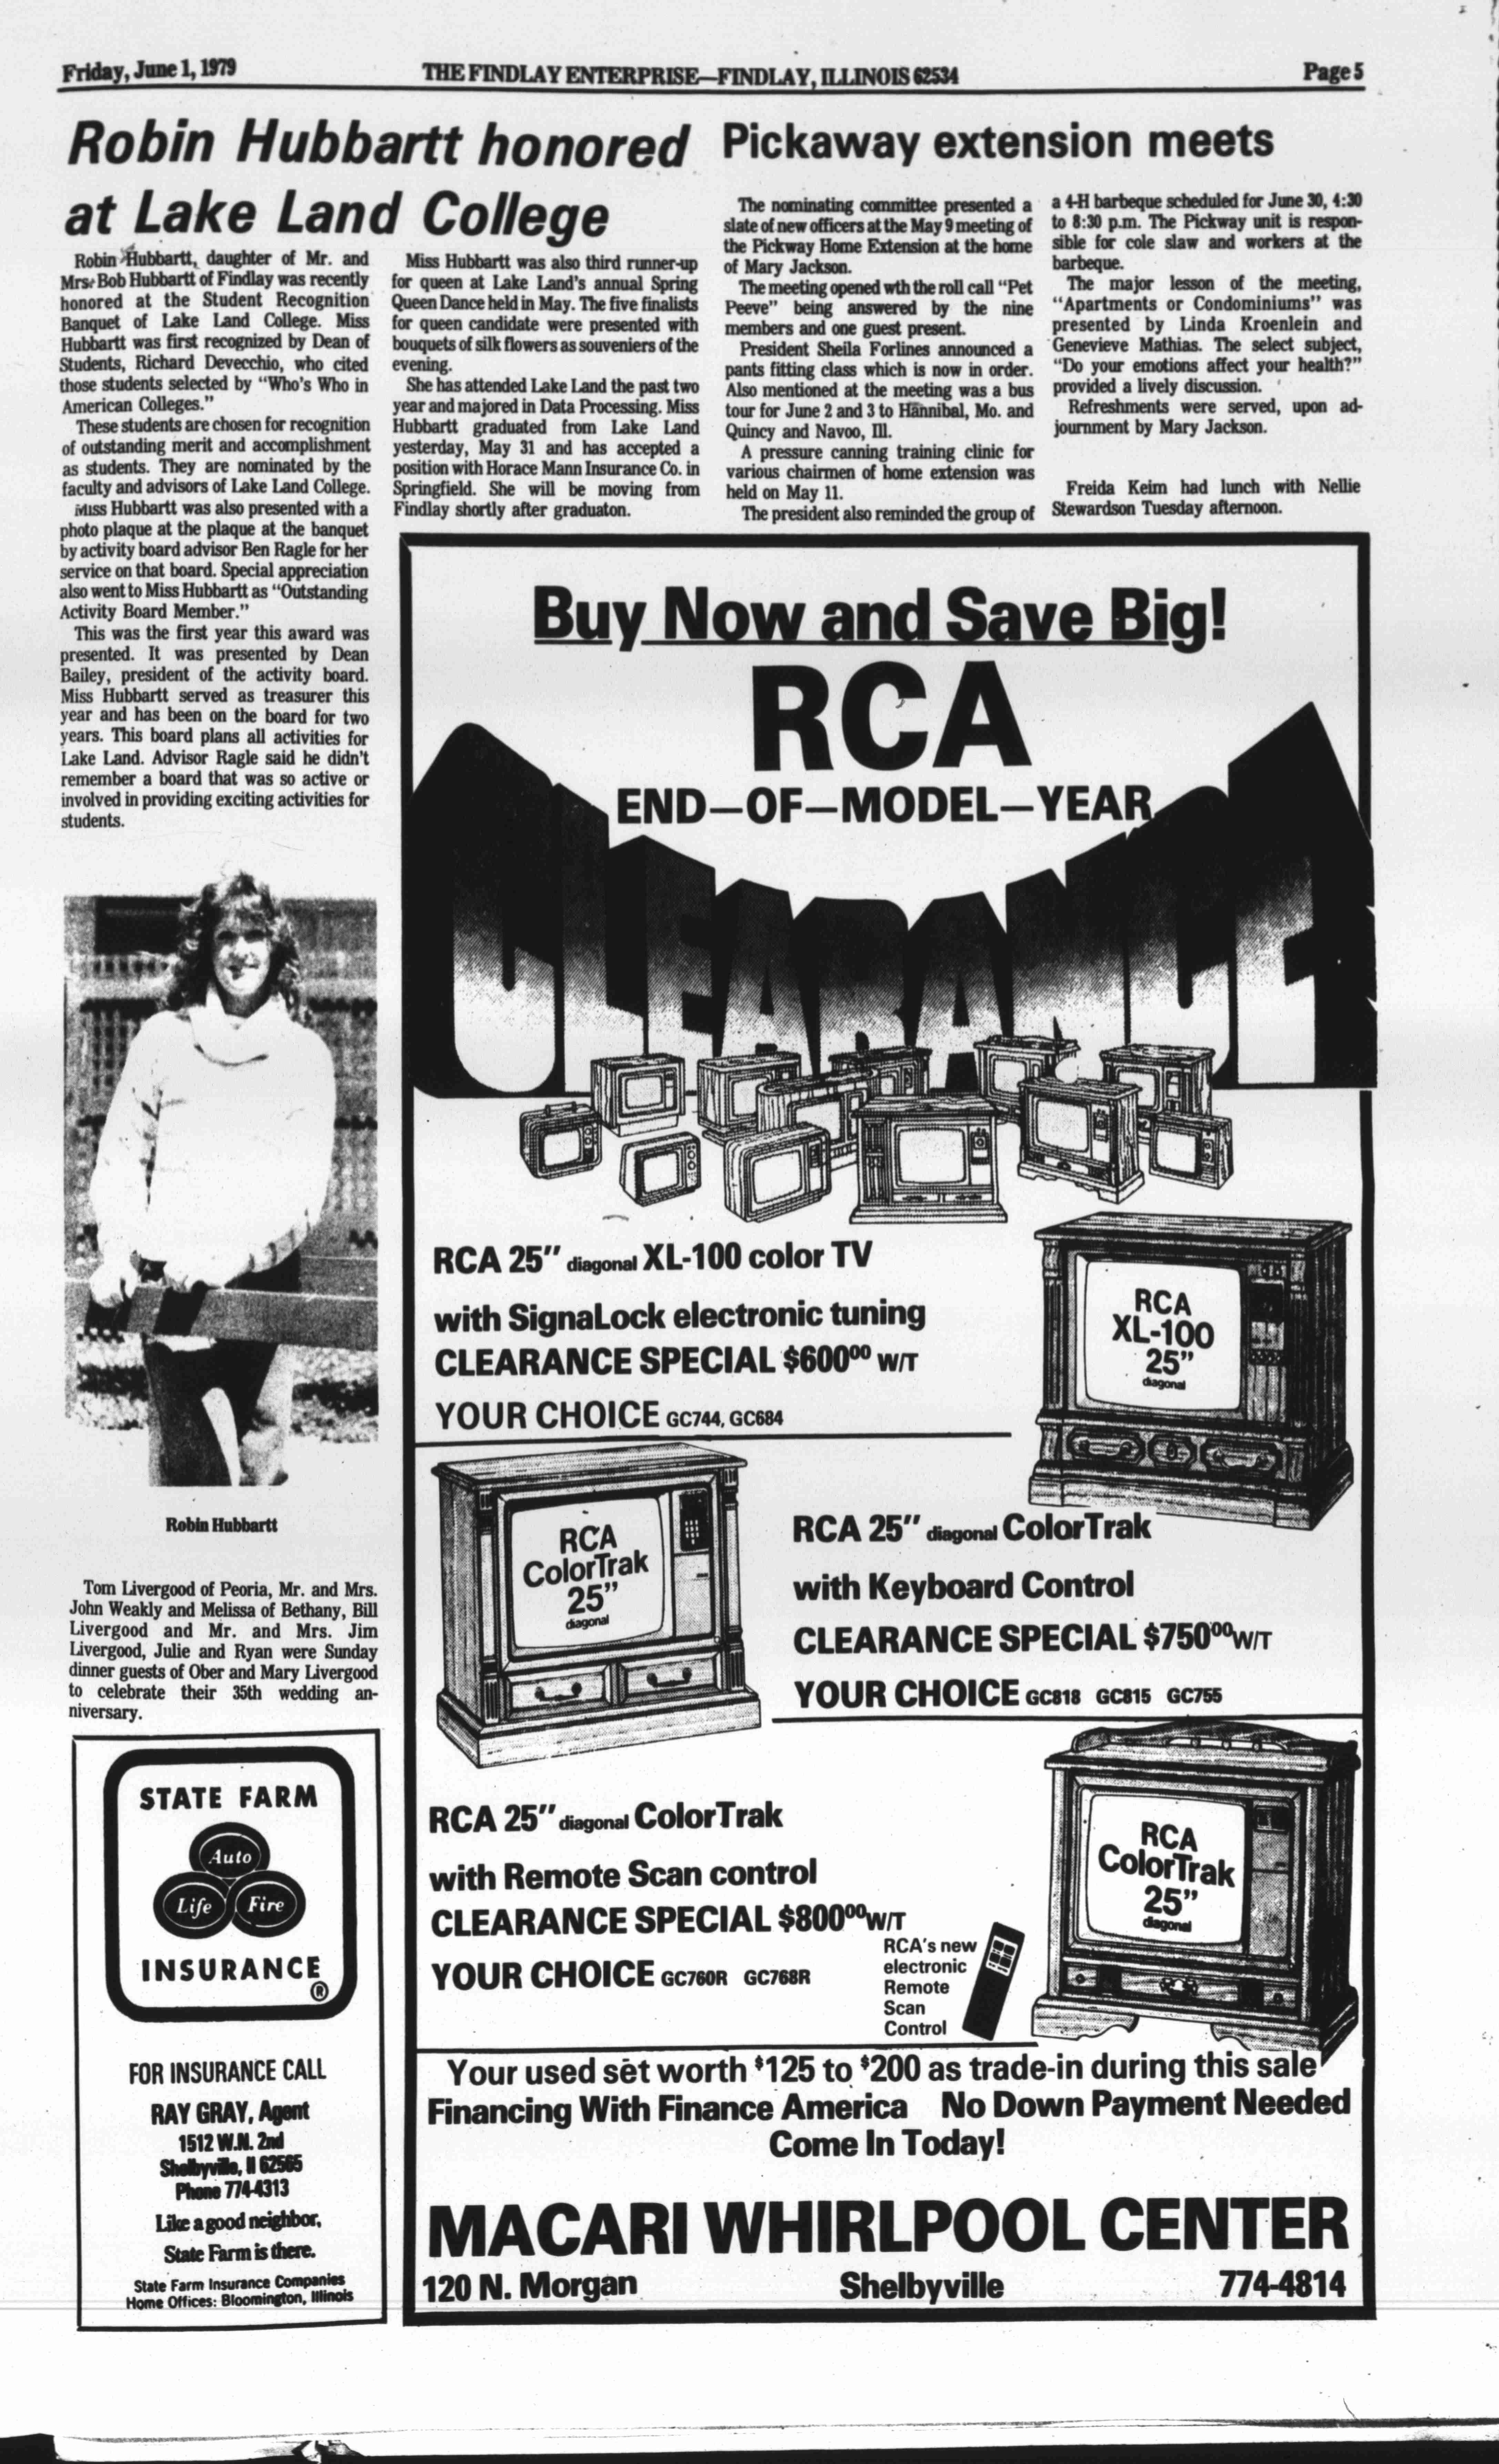 Friday, June 1, 1979
THE FINDLAY ENTERPRISE—FINDLAY, ILLINOIS 62534
Page 5
Robin Hubbartt honored
at Lake Land College
Robin Hubbartt, daughter of Mr. and
Mrs. Bob Hubbartt of Findlay was recently
honored at the Student Recognition
Banquet of Lake Land College. Miss
Hubbartt was first recognized by Dean of
Students, Richard Devecchio, who cited
those students selected by "Who's Who in
American Colleges."
These students are chosen for recognition
of outstanding merit and accomplishment
as students. They are nominated by the
faculty and advisors of Lake Land College.
Miss Hubbartt was also presented with a
photo plaque at the plaque at the banquet
by activity board advisor Ben Ragle for her
service on that board. Special appreciation
also went to Miss Hubbartt as "Outstanding
Activity Board Member."
This was the first year this award was
presented. It was presented by Dean
Bailey, president of the activity board.
Miss Hubbartt served as treasurer this
year and has been on the board for two
years. This board plans all activities for
Lake Land. Advisor Ragle said he didn't
remember a board that was so active or
involved in providing exciting activities for
students.
Miss Hubbartt was also third runner-up
for queen at Lake Land's annual Spring
Queen Dance held in May. The five finalists
for queen candidate were presented with
bouquets of silk flowers as souveniers of the
evening.
She has attended Lake Land the past two
year and majored in Data Processing. Miss
Hubbartt graduated from Lake Land
yesterday, May 31 and has accepted a
position with Horace Mann Insurance Co. in
Springfield. She will be moving from
Findlay shortly after graduaton.
Robin Hubbartt
Tom Livergood of Peoria, Mr. and Mrs.
John Weakly and Melissa of Bethany, Bill
Livergood and Mr. and Mrs. Jim
Livergood, Julie and Ryan were Sunday
dinner guests of Ober and Mary Livergood
to celebrate their 35th wedding an-
niversary.
STATE FARM
Auto
Life Fire
INSURANCE
®
FOR INSURANCE CALL
RAY GRAY, Agent
1512 W.N. 2nd
Shelbyville, Il 62565
Phone 774-4313
Like a good neighbor,
State Farm is there.
State Farm Insurance Companies
Home Offices: Bloomington, Illinois
Pickaway extension meets
The nominating committee presented a
slate of new officers at the May 9 meeting of
the Pickway Home Extension at the home
of Mary Jackson.
The meeting opened wth the roll call "Pet
Peeve" being answered by the nine
members and one guest present.
President Sheila Forlines announced a
pants fitting class which is now in order.
Also mentioned at the meeting was a bus
tour for June 2 and 3 to Hannibal, Mo. and
Quincy and Navoo, Ill.
A pressure canning training clinic for
various chairmen of home extension was
held on May 11.
The president also reminded the group of
a 4-H barbeque scheduled for June 30, 4:30
to 8:30 p.m. The Pickway unit is respon-
sible for cole slaw and workers at the
barbeque.
The major lesson of the meeting,
"Apartments or Condominiums" was
presented by Linda Kroenlein and
Genevieve Mathias. The select subject,
"Do your emotions affect your health?"
provided a lively discussion.
Refreshments were served, upon ad-
journment by Mary Jackson.
Freida Keim had lunch with Nellie
Stewardson Tuesday afternoon.
Buy Now and Save Big!
RCA
END—OF—MODEL—YEAR
CLEARANCE
RCA 25" diagonal XL-100 color TV
with SignaLock electronic tuning
CLEARANCE SPECIAL $600⁰⁰ W/T
YOUR CHOICE GC744, GC684
RCA
XL-100
25"
diagonal
RCA
ColorTrak
25"
diagonal
RCA 25" diagonal ColorTrak
with Keyboard Control
CLEARANCE SPECIAL $750⁰⁰ W/T
YOUR CHOICE GC818 GC815 GC755
RCA 25" diagonal ColorTrak
with Remote Scan control
CLEARANCE SPECIAL $800⁰⁰ W/T
YOUR CHOICE GC760R GC768R
RCA's new
electronic
Remote
Scan
Control
RCA
ColorTrak
25"
diagonal
Your used set worth $125 to $200 as trade-in during this sale
Financing With Finance America No Down Payment Needed
Come In Today!
MACARI WHIRLPOOL CENTER
120 N. Morgan Shelbyville 774-4814